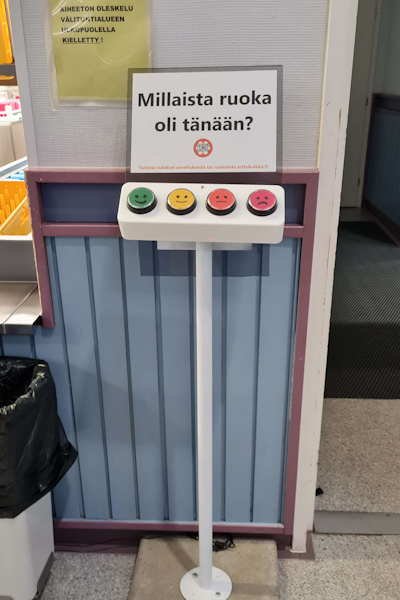 AIHEETON OLESKELU
VÄLITUNTIALUEEN
ULKOPUOLELLA
KIELLETTY !
Millaista ruoka
oli tänään?